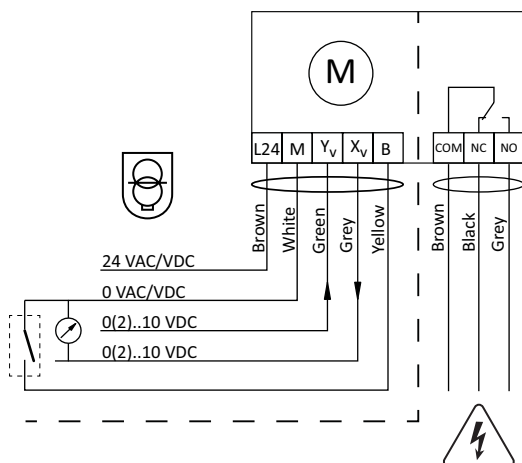 M
L24 M Yv Xv B
COM NC NO
Brown White Green Grey Yellow
Brown Black Grey
24 VAC/VDC
0 VAC/VDC
0(2)..10 VDC
0(2)..10 VDC